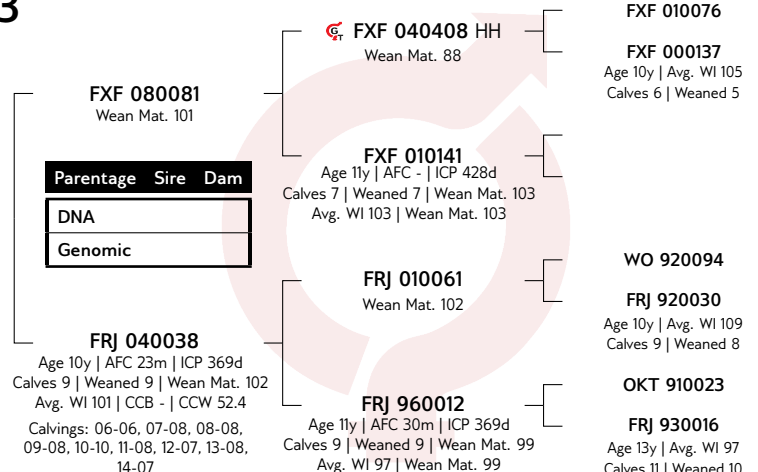 3
FXF 080081
Wean Mat. 101
Parentage Sire Dam
DNA
Genomic
FRJ 040038
Age 10y | AFC 23m | ICP 369d
Calves 9 | Weaned 9 | Wean Mat. 102
Avg. WI 101 | CCB - | CCW 52.4
Calvings: 06-06, 07-08, 08-08,
09-08, 10-10, 11-08, 12-07, 13-08,
14-07
GT FXF 040408 HH
Wean Mat. 88
FXF 010141
Age 11y | AFC - | ICP 428d
Calves 7 | Weaned 7 | Wean Mat. 103
Avg. WI 103 | Wean Mat. 103
FRJ 010061
Wean Mat. 102
FRJ 960012
Age 11y | AFC 30m | ICP 369d
Calves 9 | Weaned 9 | Wean Mat. 99
Avg. WI 97 | Wean Mat. 99
FXF 010076
FXF 000137
Age 10y | Avg. WI 105
Calves 6 | Weaned 5
WO 920094
FRJ 920030
Age 10y | Avg. WI 109
Calves 9 | Weaned 8
OKT 910023
FRJ 930016
Age 13y | Avg. WI 97
Calves 11 | Weaned 10